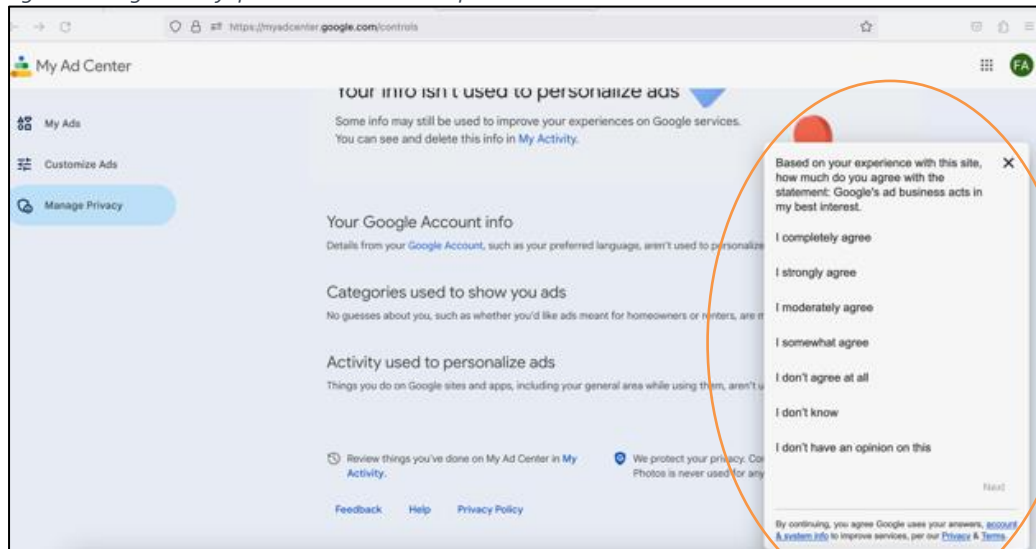 https://myadcenter.google.com/controls
My Ad Center
FA
Your info isn't used to personalize ads
My Ads
Some info may still be used to improve your experiences on Google services.
You can see and delete this info in My Activity.
Customize Ads
Manage Privacy
Your Google Account info
Details from your Google Account, such as your preferred language, aren't used to personalize
Categories used to show you ads
No guesses about you, such as whether you'd like ads meant for homeowners or renters, are
Activity used to personalize ads
Things you do on Google sites and apps, including your general area while using them, aren't
Review things you've done on My Ad Center in My
Activity.
We protect your privacy.
Photos is never used for any
Feedback Help Privacy Policy
Based on your experience with this site,
how much do you agree with the
statement: Google's ad business acts in
my best interest.
I completely agree
I strongly agree
I moderately agree
I somewhat agree
I don't agree at all
I don't know
I don't have an opinion on this
Next
By continuing, you agree Google uses your answers, account
& system info to improve services, per our Privacy & Terms.